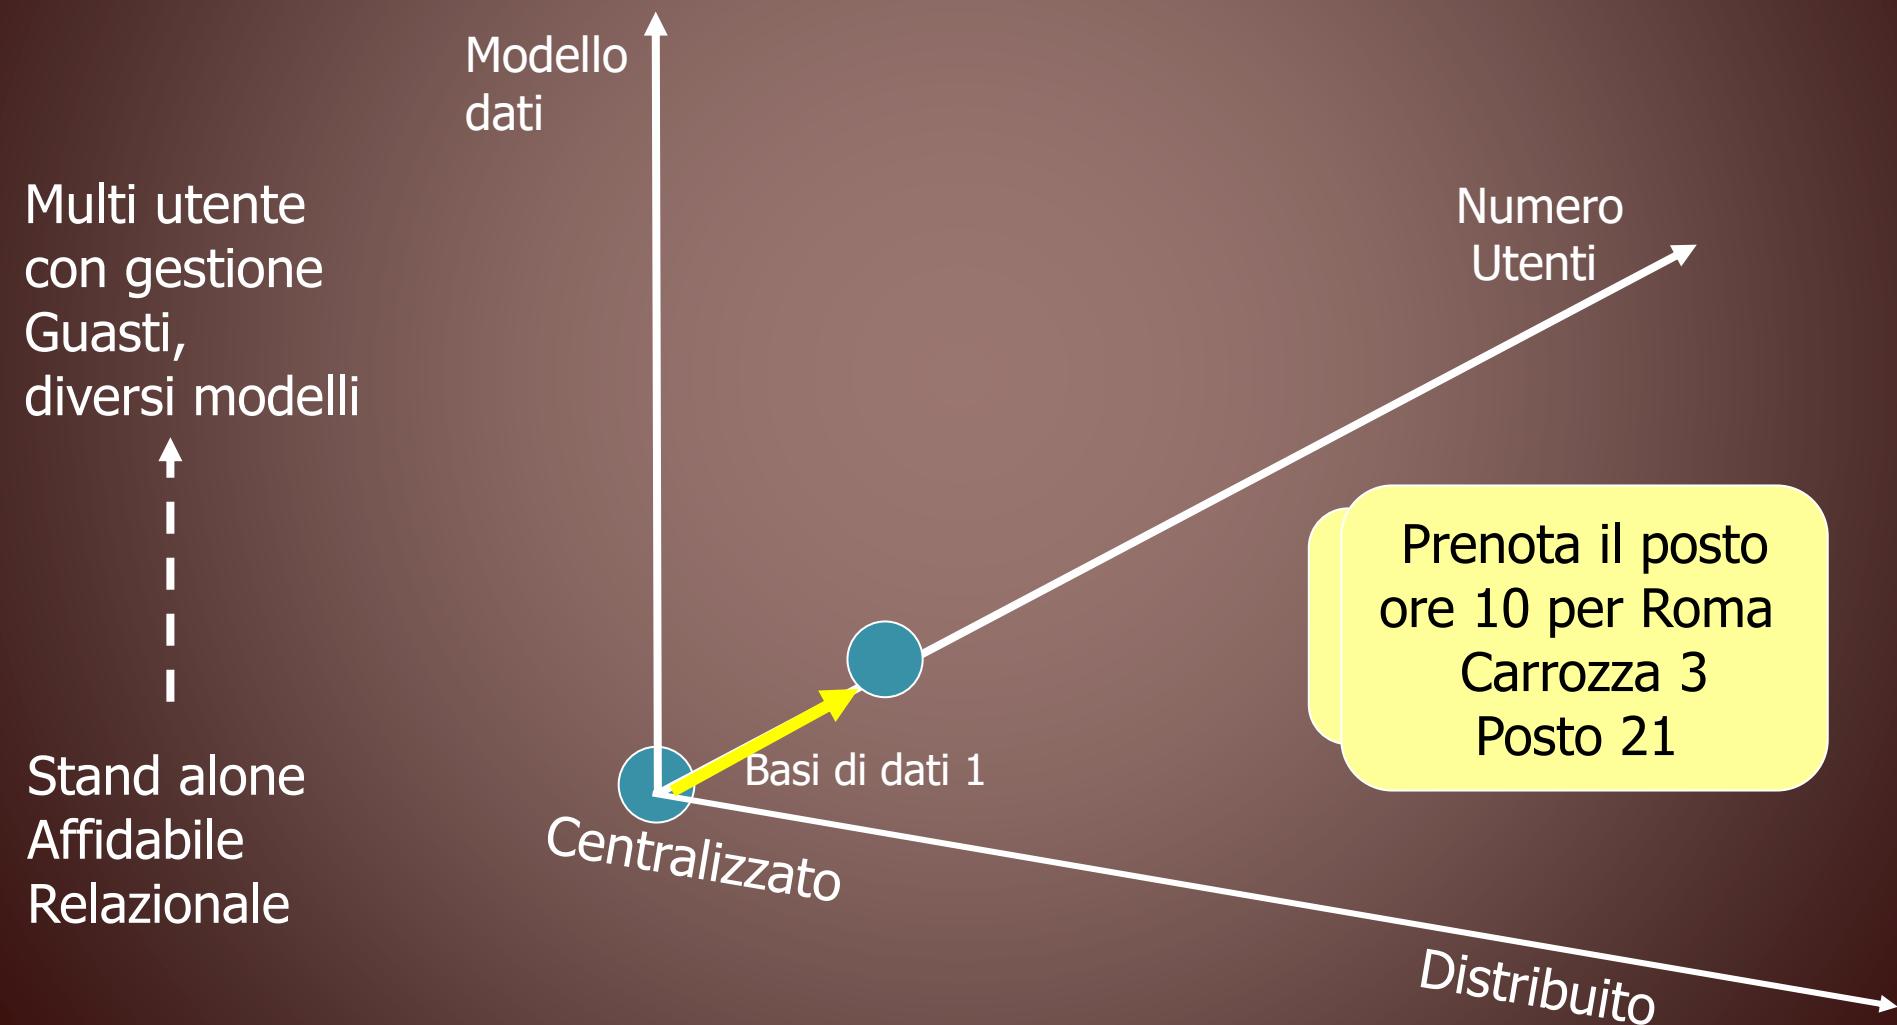 Modello
dati
Multi utente
con gestione
Guasti,
diversi modelli
Numero
Utenti
Prenota il posto
ore 10 per Roma
Carrozza 3
Posto 21
Basi di dati 1
Stand alone
Affidabile
Relazionale
Centralizzato
Distribuito